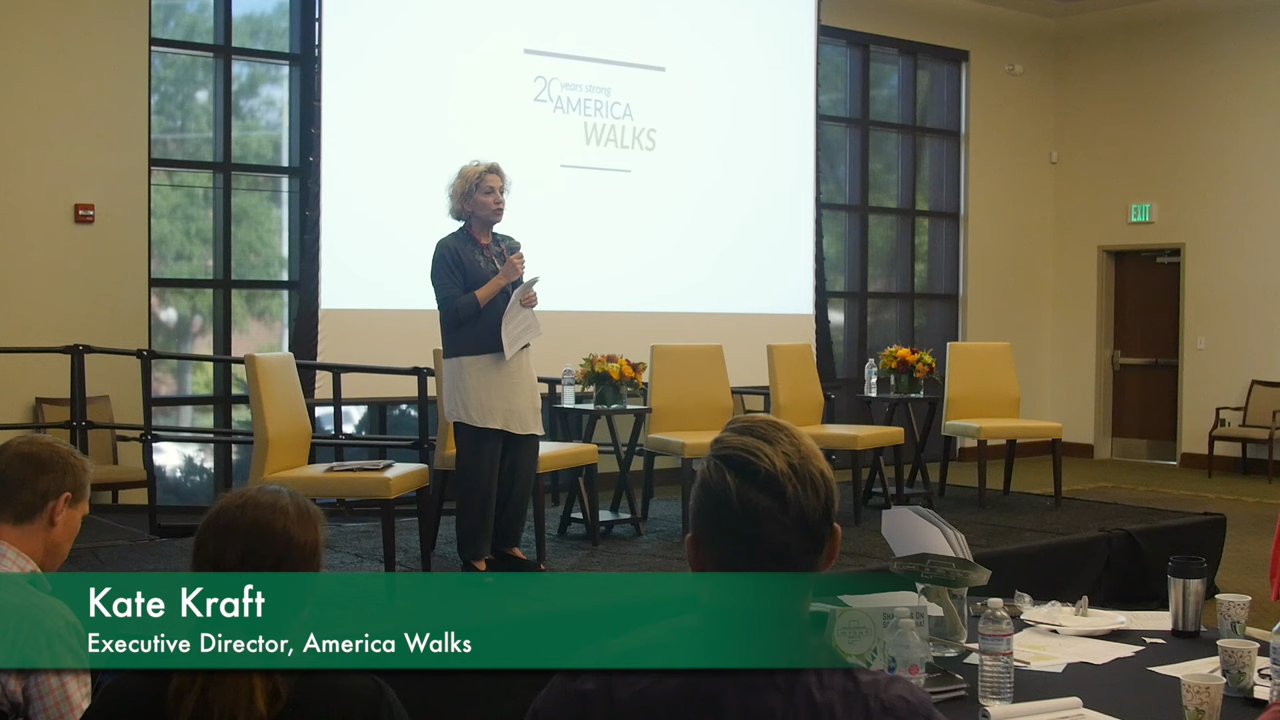 20 years strong
AMERICA
WALKS
EXIT
Kate Kraft
Executive Director, America Walks